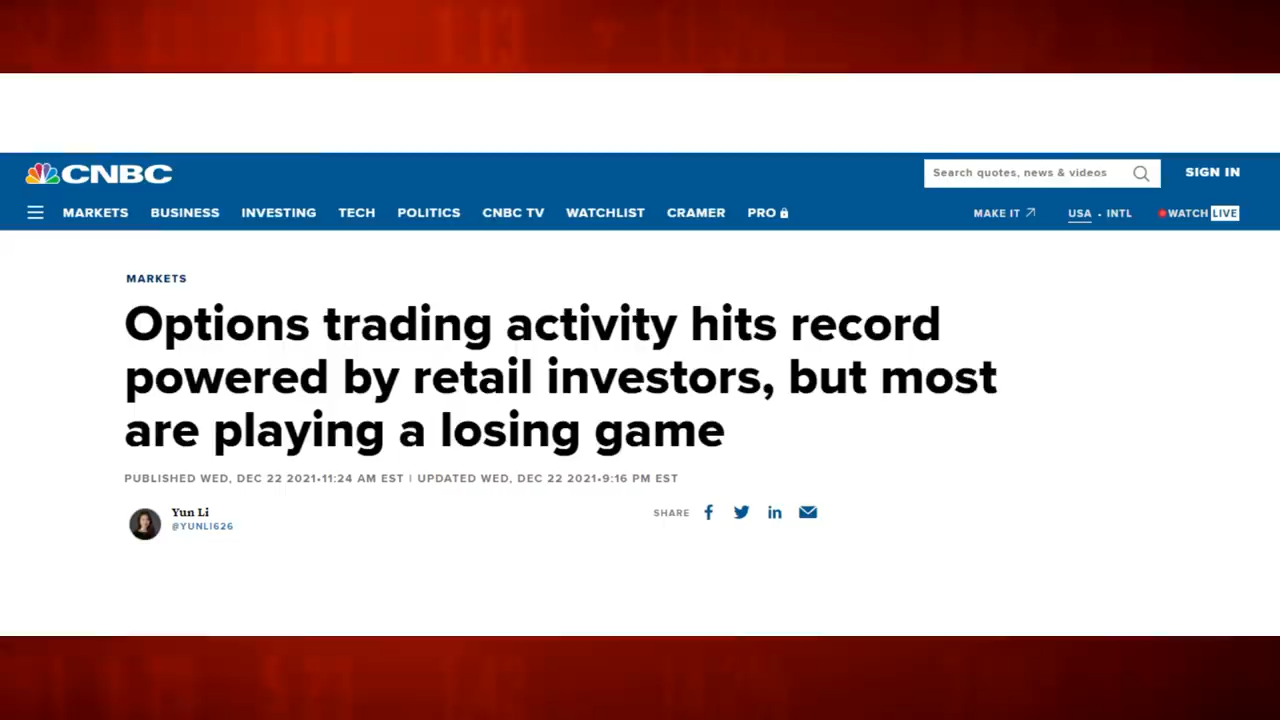 CNBC
Search quotes, news & videos
SIGN IN
MARKETS BUSINESS INVESTING TECH POLITICS CNBC TV WATCHLIST CRAMER PRO
MAKE IT USA • INTL WATCH LIVE
MARKETS
Options trading activity hits record
powered by retail investors, but most
are playing a losing game
PUBLISHED WED, DEC 22 2021•11:24 AM EST | UPDATED WED, DEC 22 2021•9:16 PM EST
Yun Li
@YUNLI626
SHARE